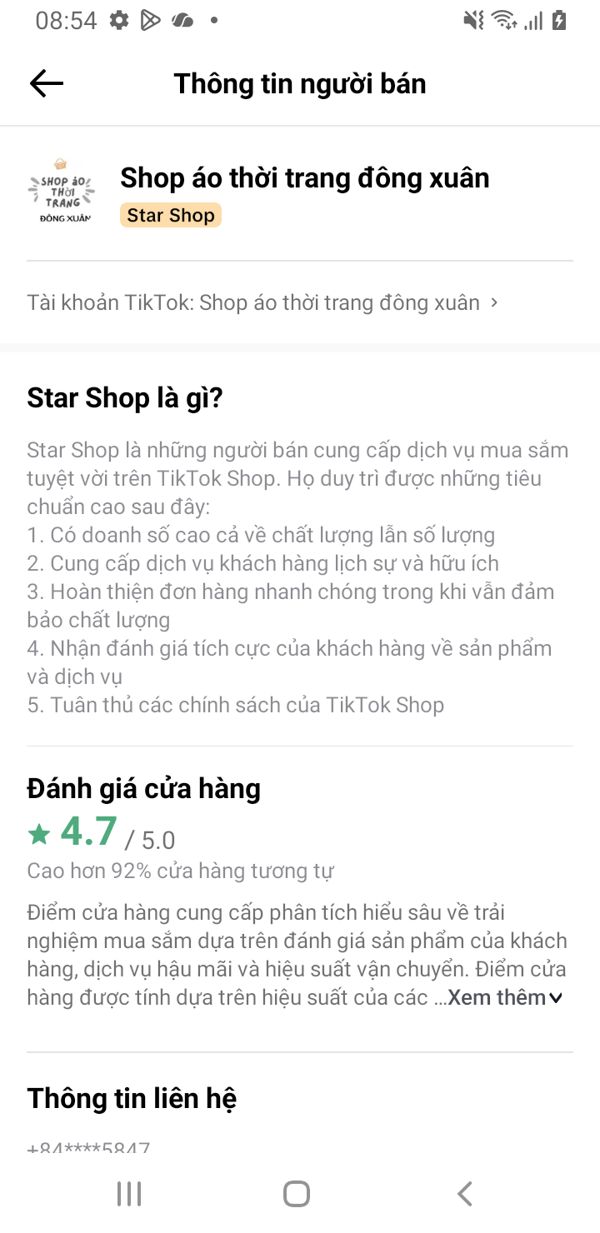 08:54
Thông tin người bán
SHOP áO
THỜI
TRANG
ĐÔNG XUÂN
Shop áo thời trang đông xuân
Star Shop
Tài khoản TikTok: Shop áo thời trang đông xuân >
Star Shop là gì?
Star Shop là những người bán cung cấp dịch vụ mua sắm
tuyệt vời trên TikTok Shop. Họ duy trì được những tiêu
chuẩn cao sau đây:
1. Có doanh số cao cả về chất lượng lẫn số lượng
2. Cung cấp dịch vụ khách hàng lịch sự và hữu ích
3. Hoàn thiện đơn hàng nhanh chóng trong khi vẫn đảm
bảo chất lượng
4. Nhận đánh giá tích cực của khách hàng về sản phẩm
và dịch vụ
5. Tuân thủ các chính sách của TikTok Shop
Đánh giá cửa hàng
4.7 / 5.0
Cao hơn 92% cửa hàng tương tự
Điểm cửa hàng cung cấp phân tích hiểu sâu về trải
nghiệm mua sắm dựa trên đánh giá sản phẩm của khách
hàng, dịch vụ hậu mãi và hiệu suất vận chuyển. Điểm cửa
hàng được tính dựa trên hiệu suất của các ...Xem thêm
Thông tin liên hệ
+84****5847